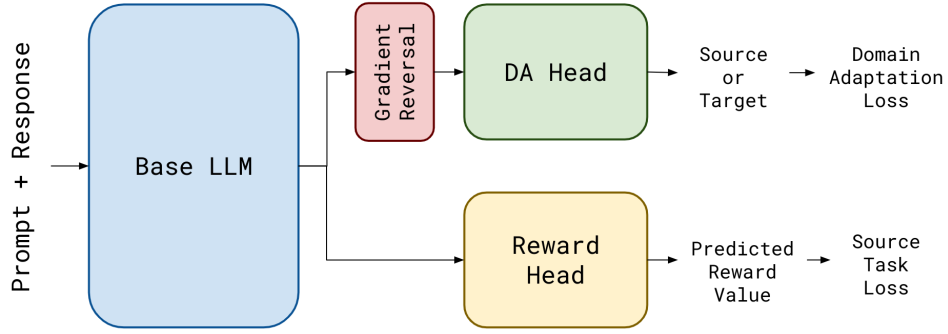 Prompt + Response
Base LLM
Gradient
Reversal
DA Head
Source
or
Target
Domain
Adaptation
Loss
Reward
Head
Predicted
Reward
Value
Source
Task
Loss